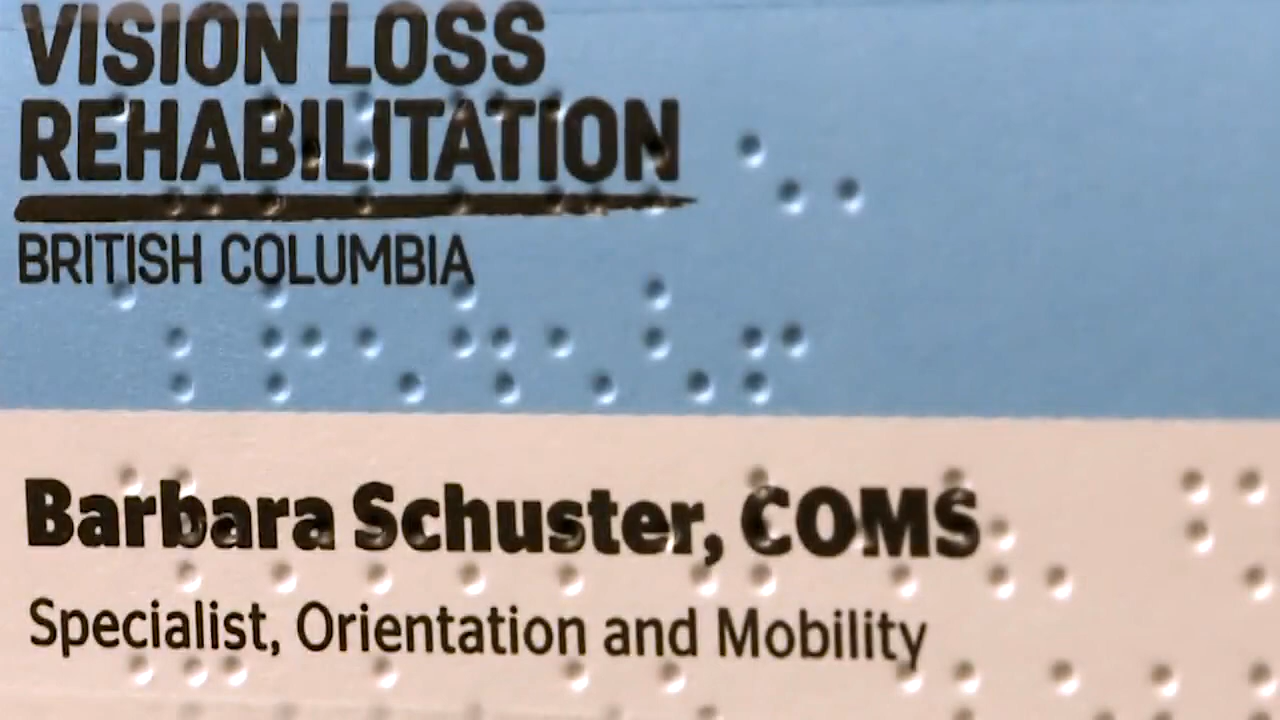 VISION LOSS
REHABILITATION
BRITISH COLUMBIA
Barbara Schuster, COMS
Specialist, Orientation and Mobility